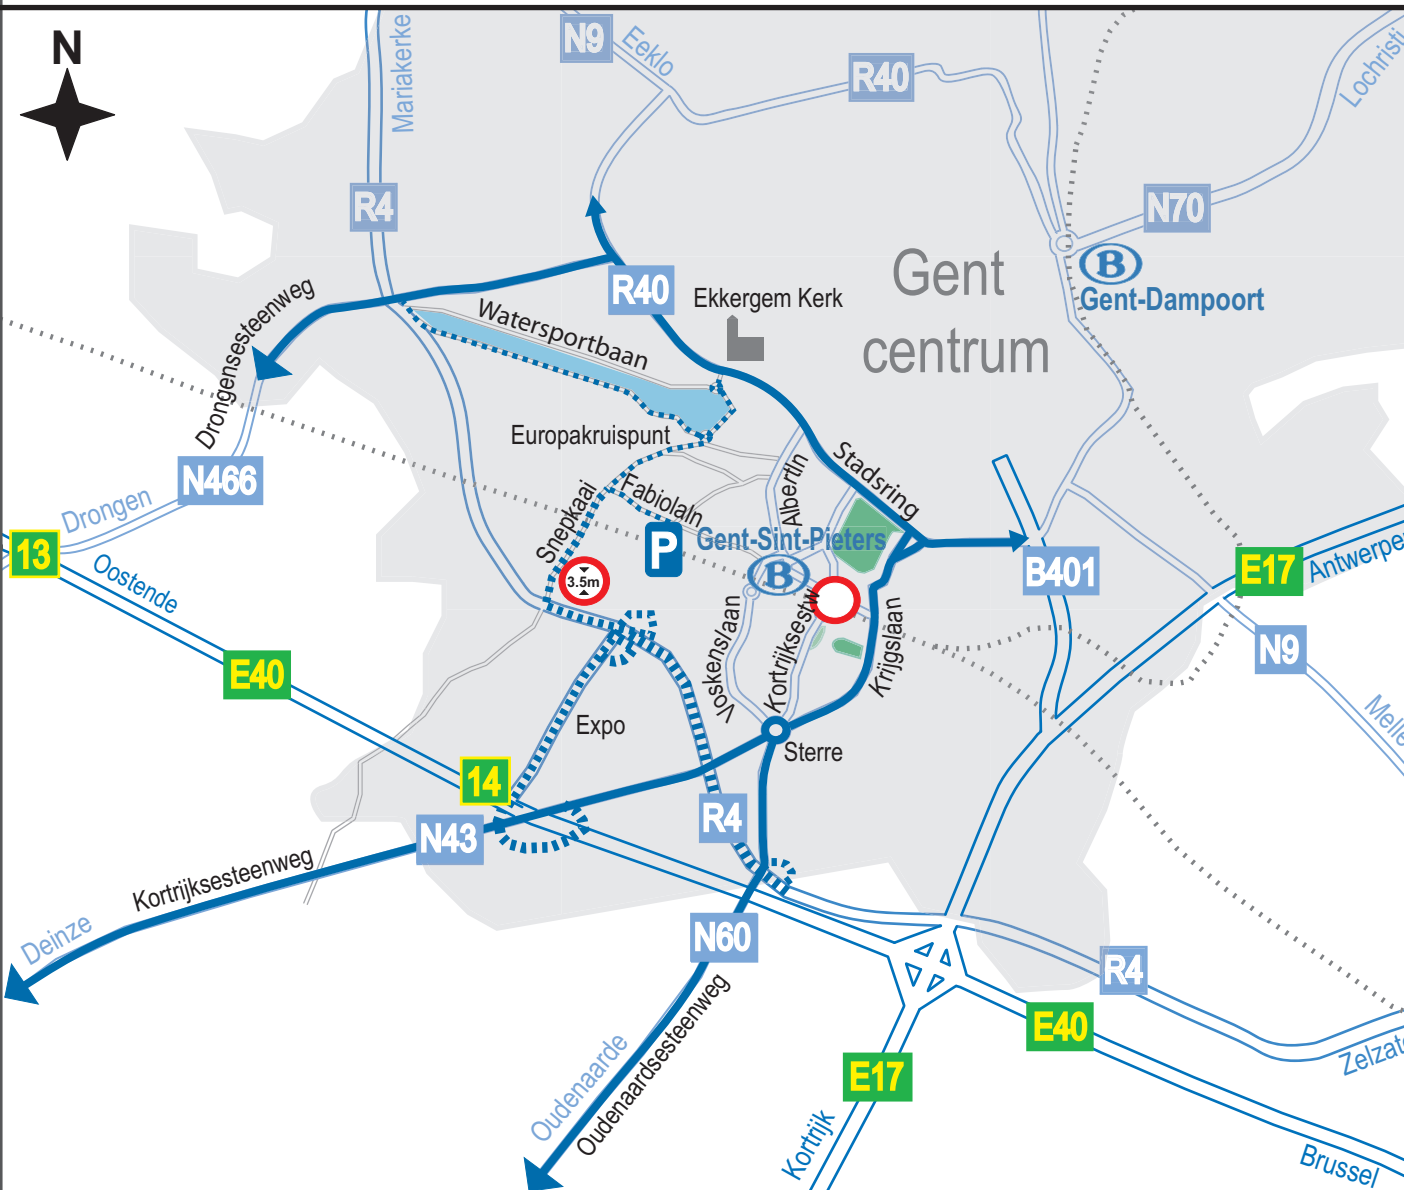 N
Mariakerke
N9
Eeklo
R40
Lochristi
R4
N70
B
Gent-Dampoort
Gent
centrum
R40
Ekkergem Kerk
Drongensesteenweg
Watersportbaan
Europakruispunt
Stadsring
Albertln
N466
Drongen
Snepkaai
Fabiolaln
P
Gent-Sint-Pieters
B
13
Oostende
3.5m
B401
E17
Antwerpe
N9
Melle
E40
Voskenslaan
Kortrijksestw
Krijgslaan
Expo
Sterre
14
N43
R4
Kortrijksesteenweg
Deinze
N60
R4
E40
Zelzat
Oudenaarde
Oudenaardsesteenweg
E17
Kortrijk
Brussel